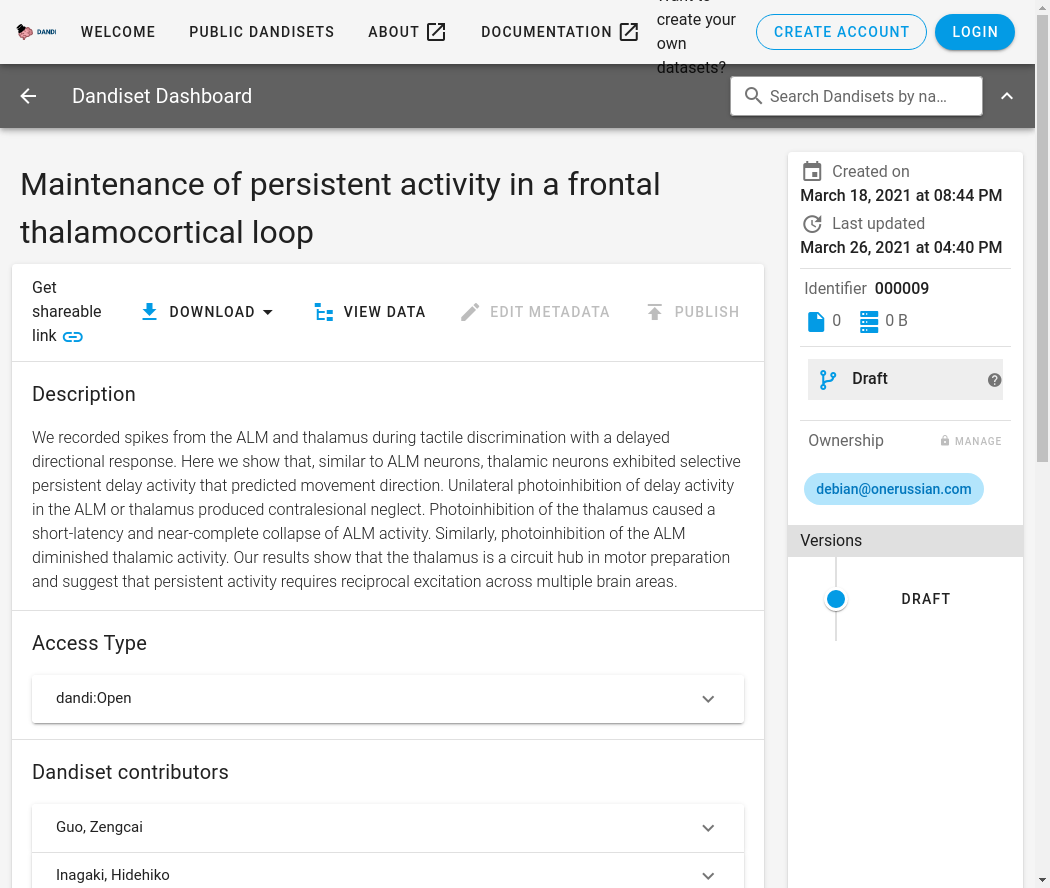 DANDI
WELCOME
PUBLIC DANDISETS
ABOUT
DOCUMENTATION
Want to
create your
own
datasets?
CREATE ACCOUNT
LOGIN
Dandiset Dashboard
Search Dandisets by na…
Maintenance of persistent activity in a frontal
thalamocortical loop
Get
shareable
link
DOWNLOAD
VIEW DATA
EDIT METADATA
PUBLISH
Description
We recorded spikes from the ALM and thalamus during tactile discrimination with a delayed
directional response. Here we show that, similar to ALM neurons, thalamic neurons exhibited selective
persistent delay activity that predicted movement direction. Unilateral photoinhibition of delay activity
in the ALM or thalamus produced contralesional neglect. Photoinhibition of the thalamus caused a
short-latency and near-complete collapse of ALM activity. Similarly, photoinhibition of the ALM
diminished thalamic activity. Our results show that the thalamus is a circuit hub in motor preparation
and suggest that persistent activity requires reciprocal excitation across multiple brain areas.
Access Type
dandi:Open
Dandiset contributors
Guo, Zengcai
Inagaki, Hidehiko
Created on
March 18, 2021 at 08:44 PM
Last updated
March 26, 2021 at 04:40 PM
Identifier 000009
0 0 B
Draft
Ownership
MANAGE
debian@onerussian.com
Versions
DRAFT